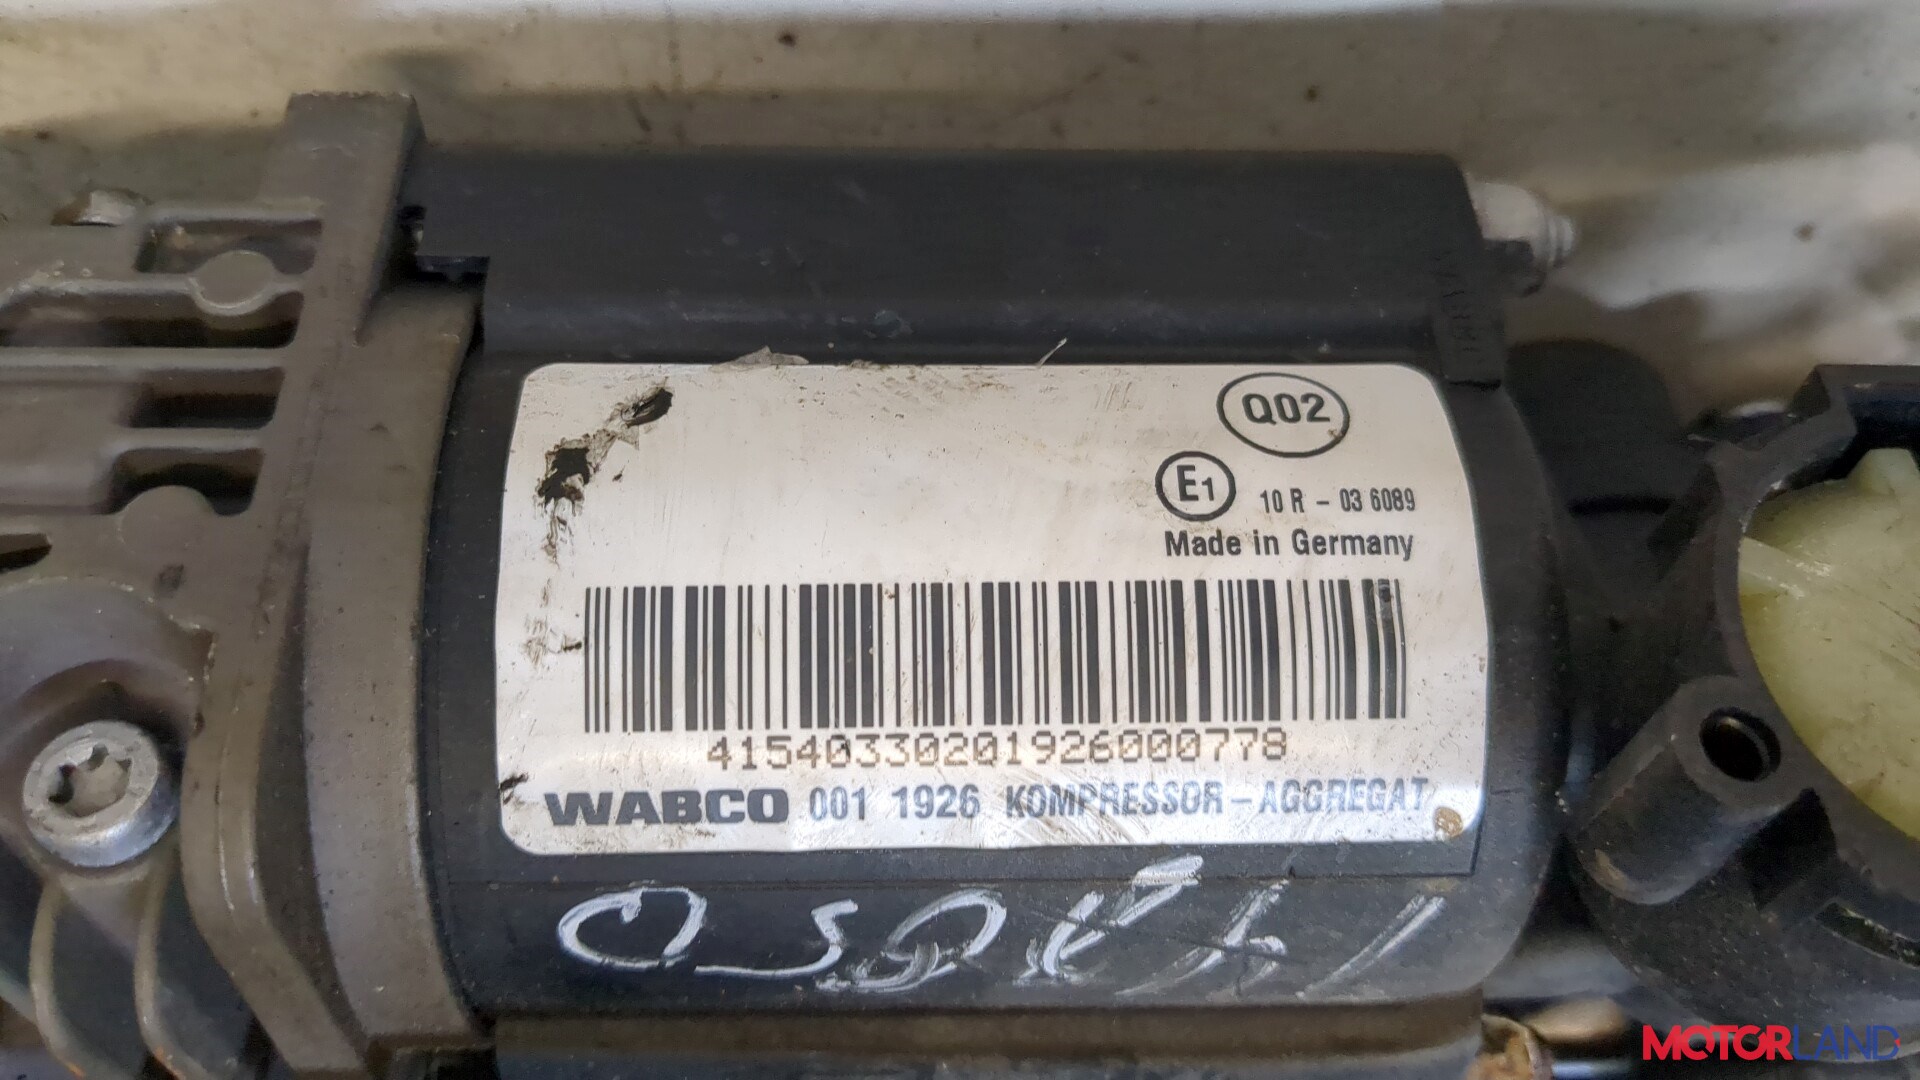 Q02
E1 10 R - 03 6089
Made in Germany
41540330201926000778
WABCO 001 1926 KOMPRESSOR - AGGREGAT
MOTORLAND